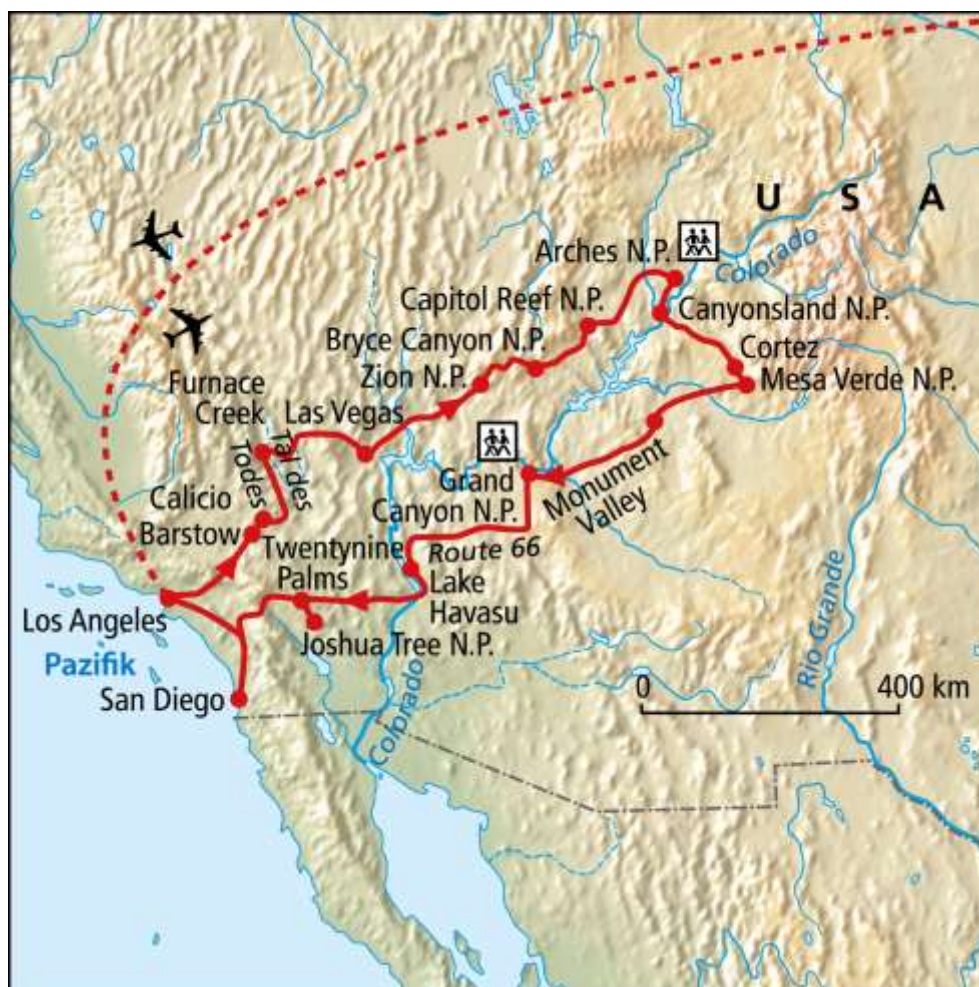 U S A
Arches N.P.
Colorado
Capitol Reef N.P.
Canyonsland N.P.
Bryce Canyon N.P.
Cortez
Zion N.P.
Mesa Verde N.P.
Furnace
Creek
Las Vegas
Tal des
Todes
Grand
Canyon N.P.
Monument
Valley
Calicio
Barstow
Route 66
Twentynine
Palms
Lake
Havasu
Los Angeles
Joshua Tree N.P.
Pazifik
San Diego
Colorado
Rio Grande
0 400 km